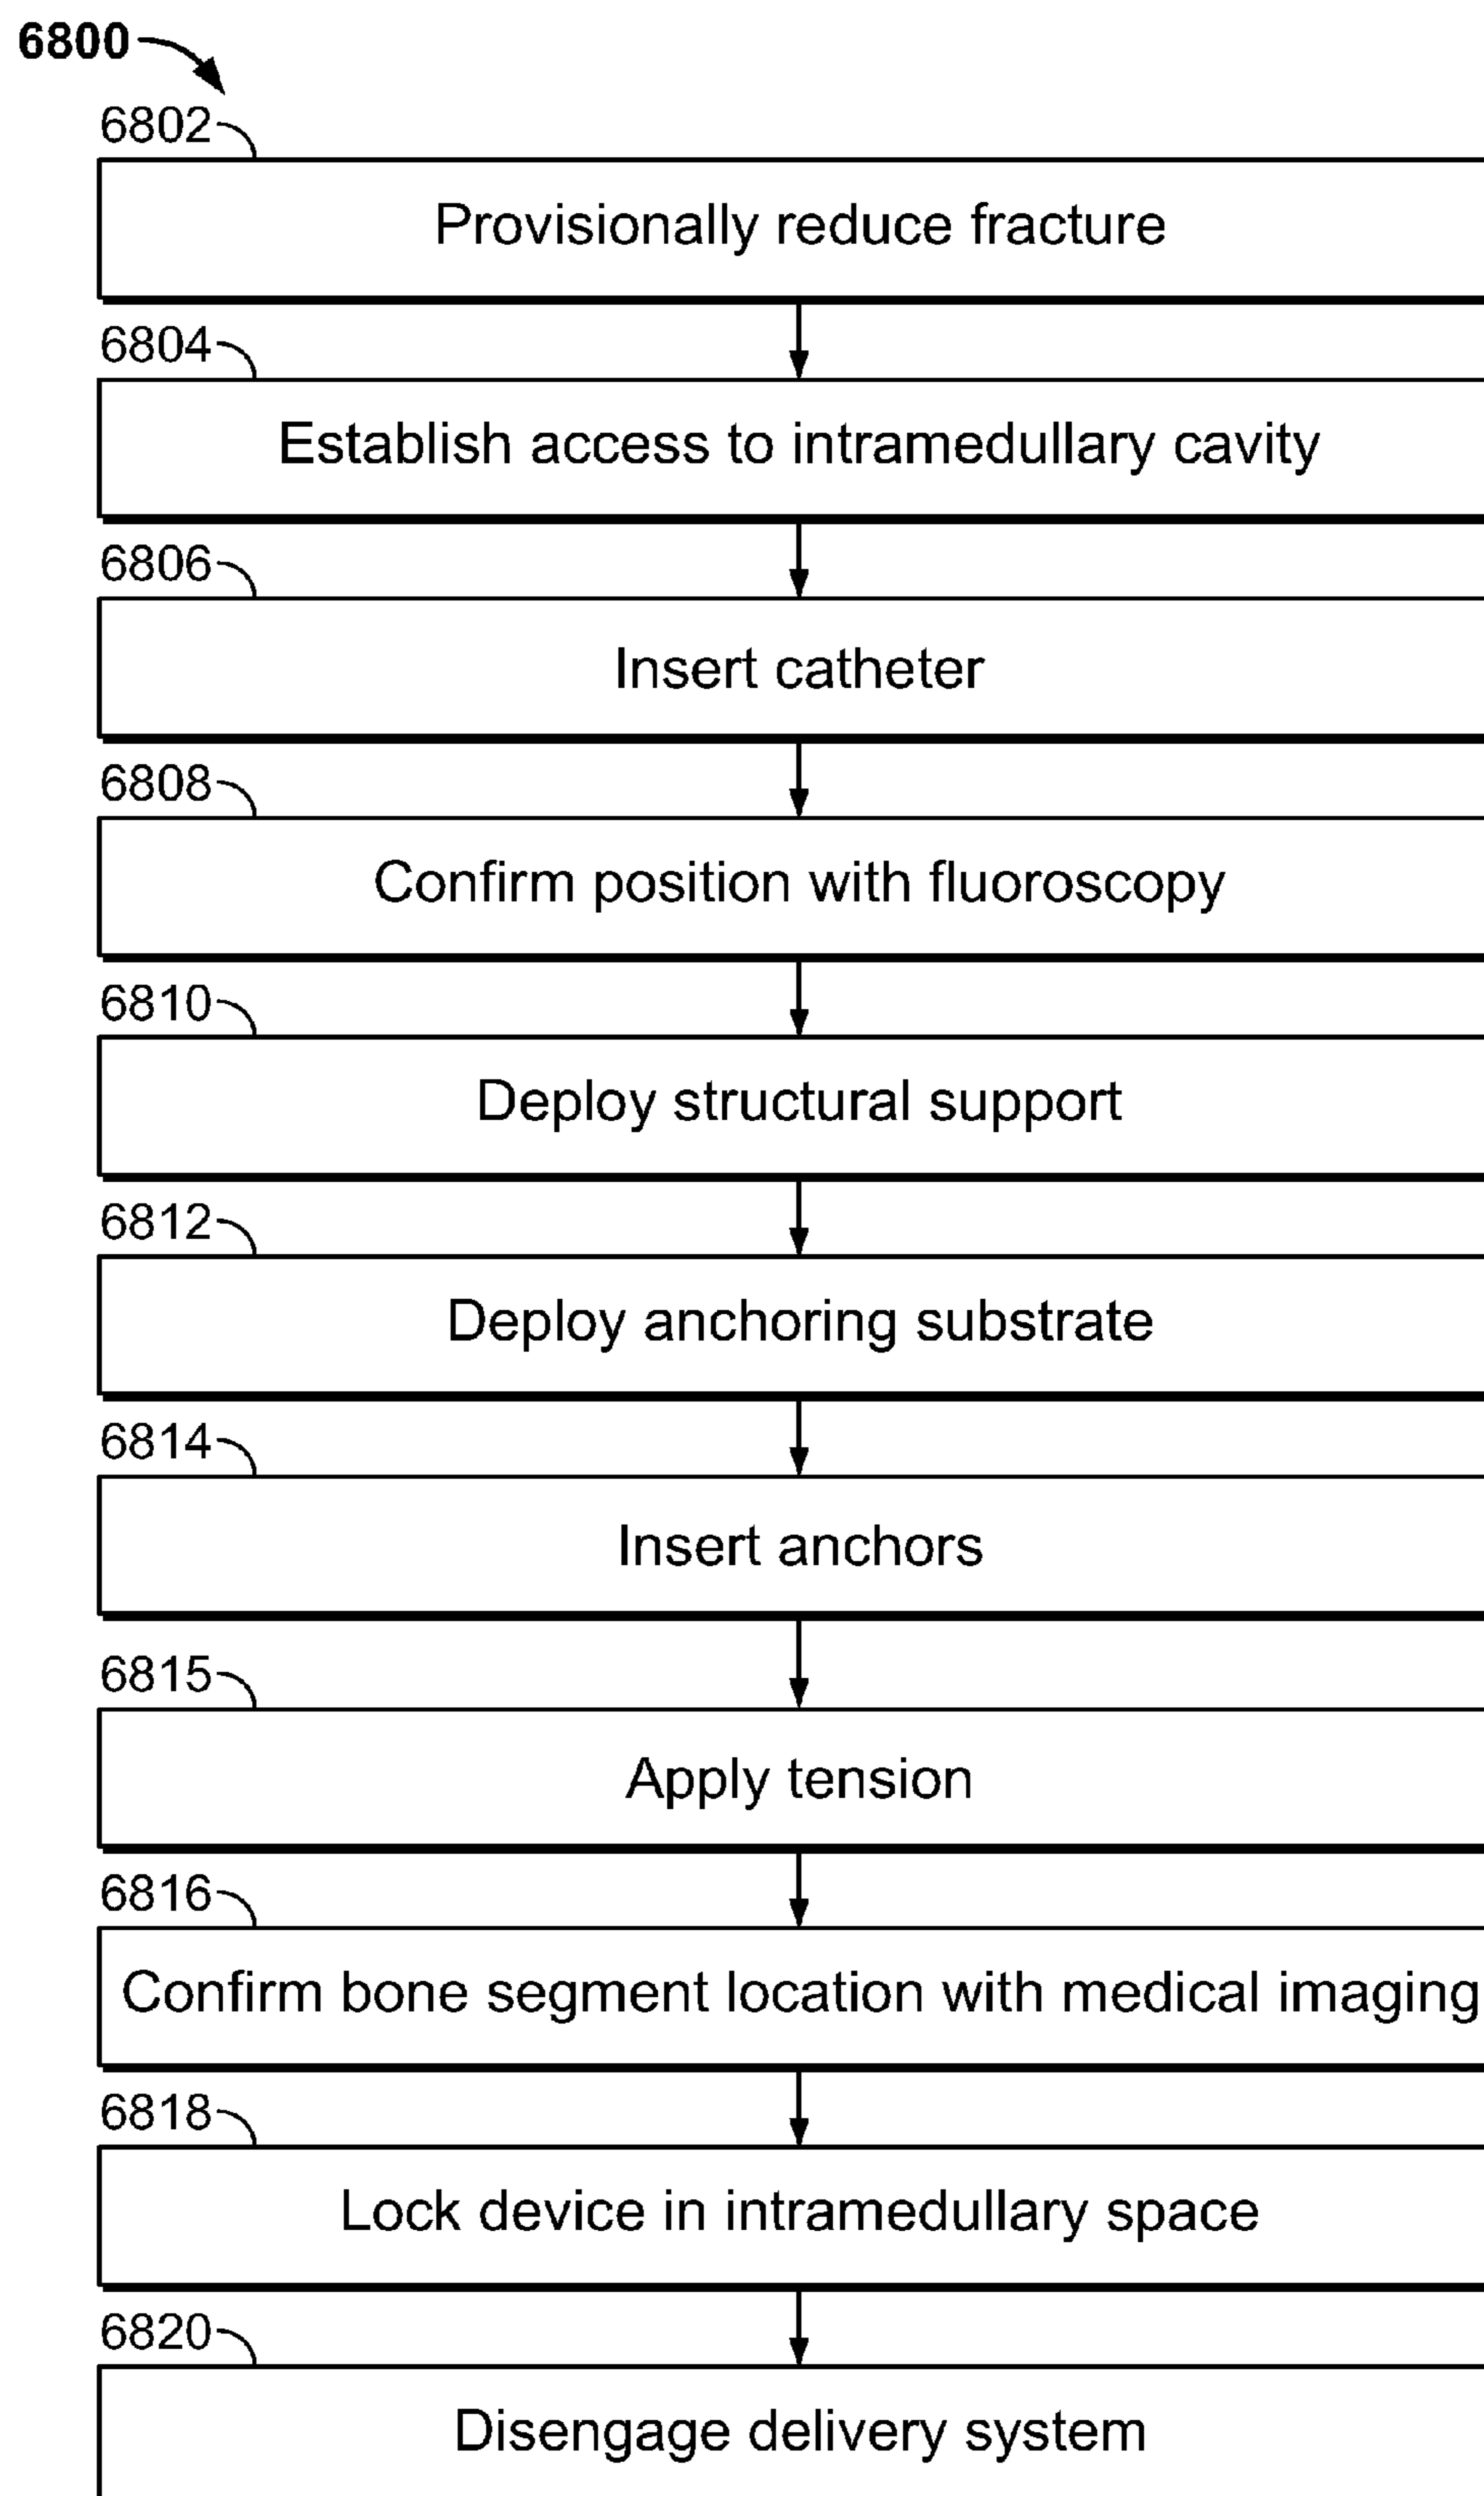 6800
6802
Provisionally reduce fracture
6804
Establish access to intramedullary cavity
6806
Insert catheter
6808
Confirm position with fluoroscopy
6810
Deploy structural support
6812
Deploy anchoring substrate
6814
Insert anchors
6815
Apply tension
6816
Confirm bone segment location with medical imaging
6818
Lock device in intramedullary space
6820
Disengage delivery system